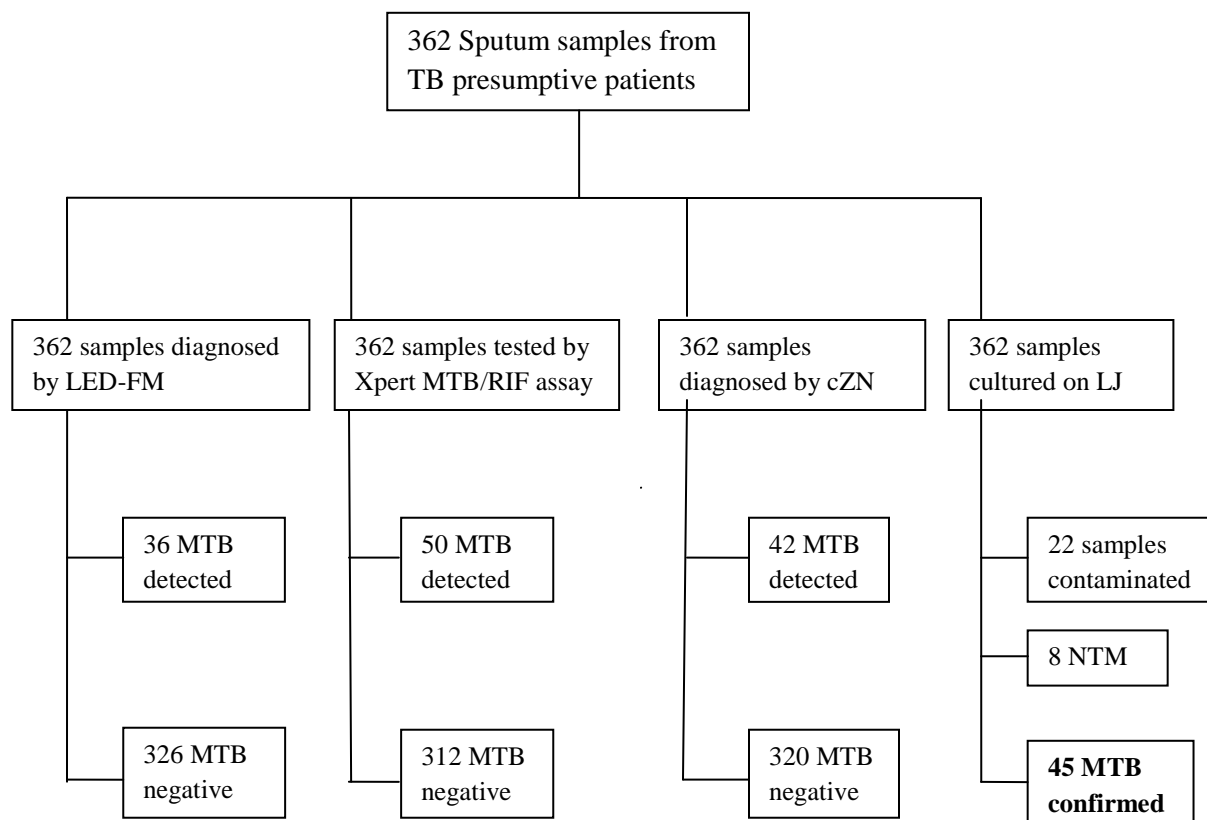 362 Sputum samples from
TB presumptive patients
362 samples diagnosed
by LED-FM
362 samples tested by
Xpert MTB/RIF assay
362 samples
diagnosed by cZN
362 samples
cultured on LJ
36 MTB
detected
50 MTB
detected
42 MTB
detected
22 samples
contaminated
8 NTM
326 MTB
negative
312 MTB
negative
320 MTB
negative
45 MTB
confirmed